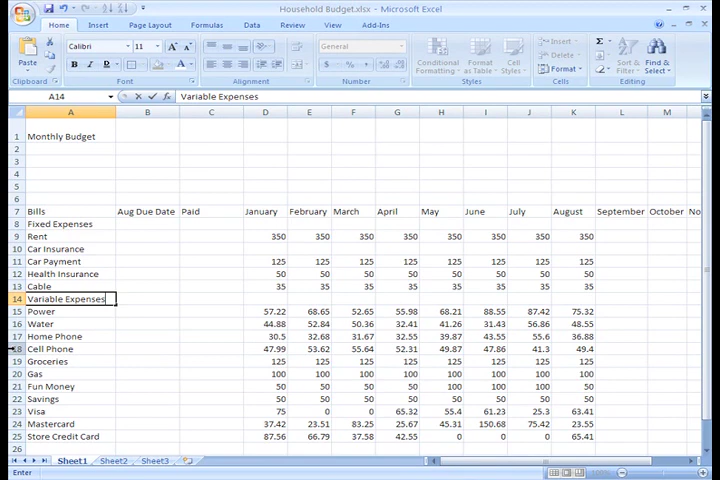 Household Budget.xlsx - Microsoft Excel
Home Insert Page Layout Formulas Data Review View Add-Ins
Calibri 11 A A General Insert Σ
Paste B I U A $ % , Conditional Formatting Format as Table Cell Styles Delete Format Sort & Filter Find & Select
Clipboard Font Alignment Number Styles Cells Editing
A14 fx Variable Expenses
A B C D E F G H I J K L M
1 Monthly Budget
2
3
4
5
6
7 Bills Aug Due Date Paid January February March April May June July August September October No
8 Fixed Expenses
9 Rent 350 350 350 350 350 350 350 350
10 Car Insurance
11 Car Payment 125 125 125 125 125 125 125 125
12 Health Insurance 50 50 50 50 50 50 50 50
13 Cable 35 35 35 35 35 35 35 35
14 Variable Expenses
15 Power 57.22 68.65 52.65 55.98 68.21 88.55 87.42 75.32
16 Water 44.88 52.84 50.36 32.41 41.26 31.43 56.86 48.55
17 Home Phone 30.5 32.68 31.67 32.55 39.87 43.55 55.6 36.88
18 Cell Phone 47.99 53.62 55.64 52.31 49.87 47.86 41.3 49.4
19 Groceries 125 125 125 125 125 125 125 125
20 Gas 100 100 100 100 100 100 100 100
21 Fun Money 50 50 50 50 100 100 50 50
22 Savings 50 50 50 50 50 50 50 50
23 Visa 75 0 0 65.32 55.4 61.23 25.3 63.41
24 Mastercard 37.42 23.51 83.25 25.67 45.31 150.68 75.42 23.55
25 Store Credit Card 87.56 66.79 37.58 42.55 0 0 65.41
26
Sheet1 Sheet2 Sheet3
Enter 100%